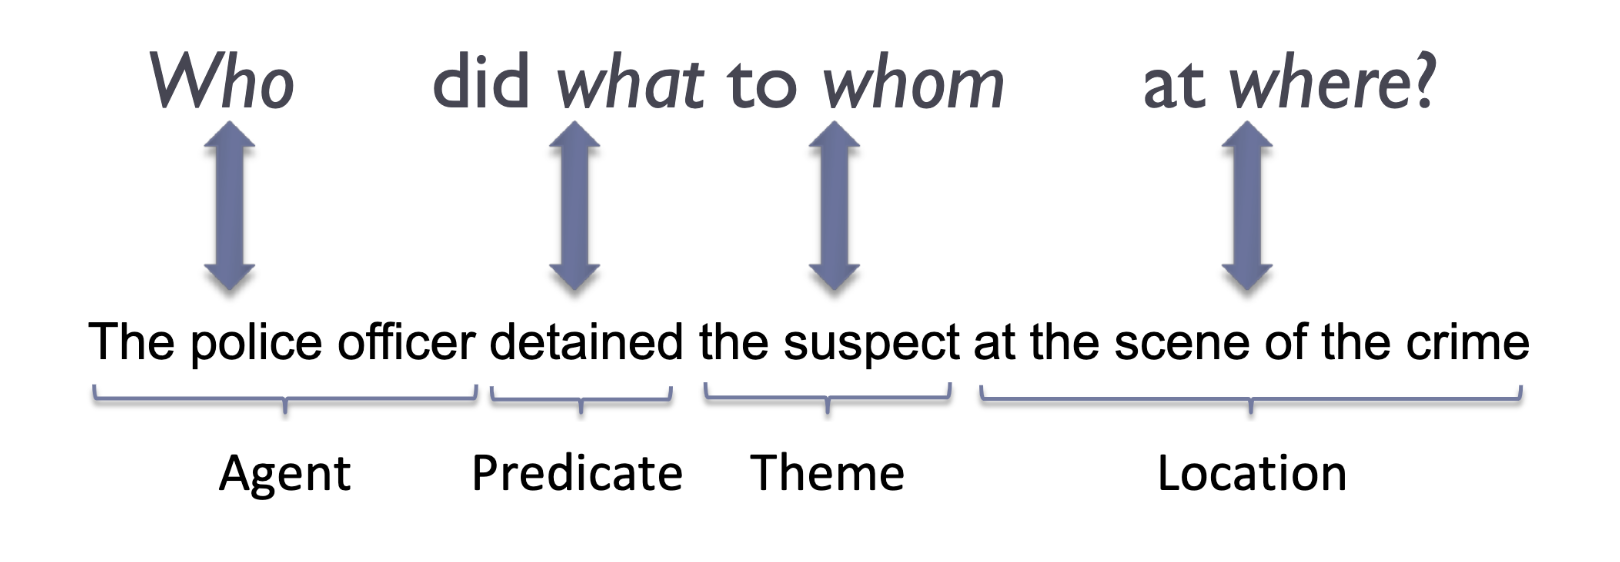 Who did what to whom at where?
The police officer detained the suspect at the scene of the crime
Agent Predicate Theme Location